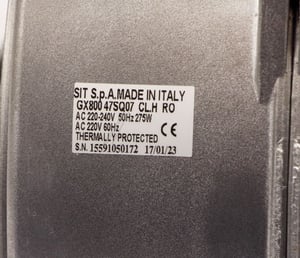 SIT S.p.A.MADE IN ITALY
GX800 47SQ07 CL.H RO
AC 220-240V 50Hz 275W
AC 220V 60Hz
THERMALLY PROTECTED
CE
S.N. 15591050172 17/01/23